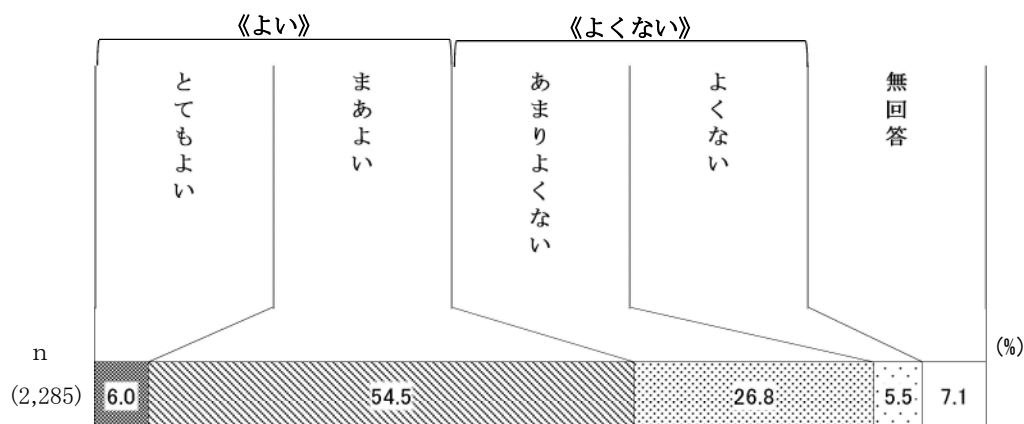 《よい》
《よくない》
とてもよい
まあよい
あまりよくない
よくない
無回答
(%)
n
(2,285)
6.0
54.5
26.8
5.5
7.1